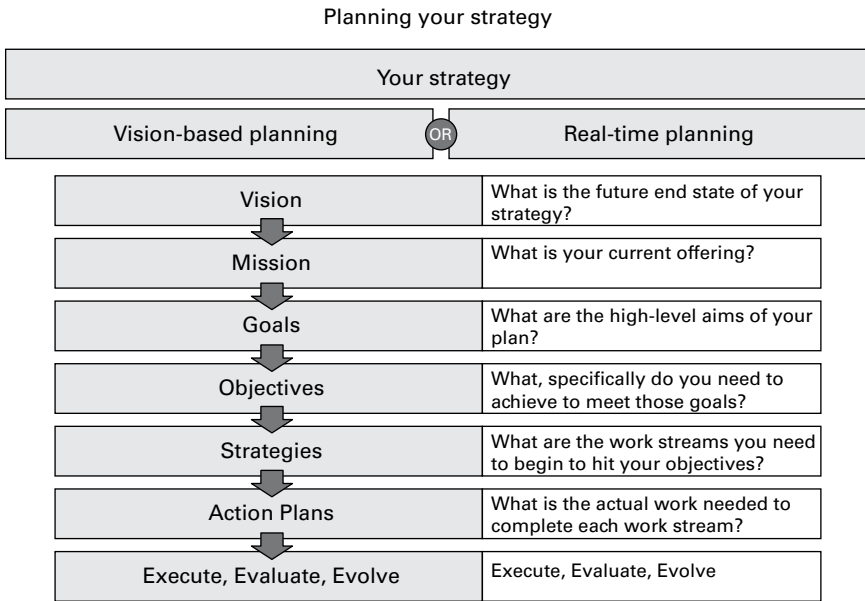 Planning your strategy
Your strategy
Vision-based planning
OR
Real-time planning
Vision
What is the future end state of your
strategy?
Mission
What is your current offering?
Goals
What are the high-level aims of your
plan?
Objectives
What, specifically do you need to
achieve to meet those goals?
Strategies
What are the work streams you need
to begin to hit your objectives?
Action Plans
What is the actual work needed to
complete each work stream?
Execute, Evaluate, Evolve
Execute, Evaluate, Evolve